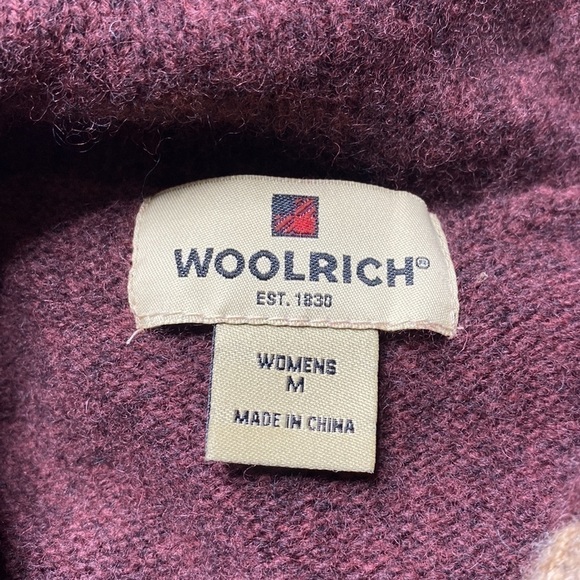 WOOLRICH®
EST. 1830
WOMENS
M
MADE IN CHINA